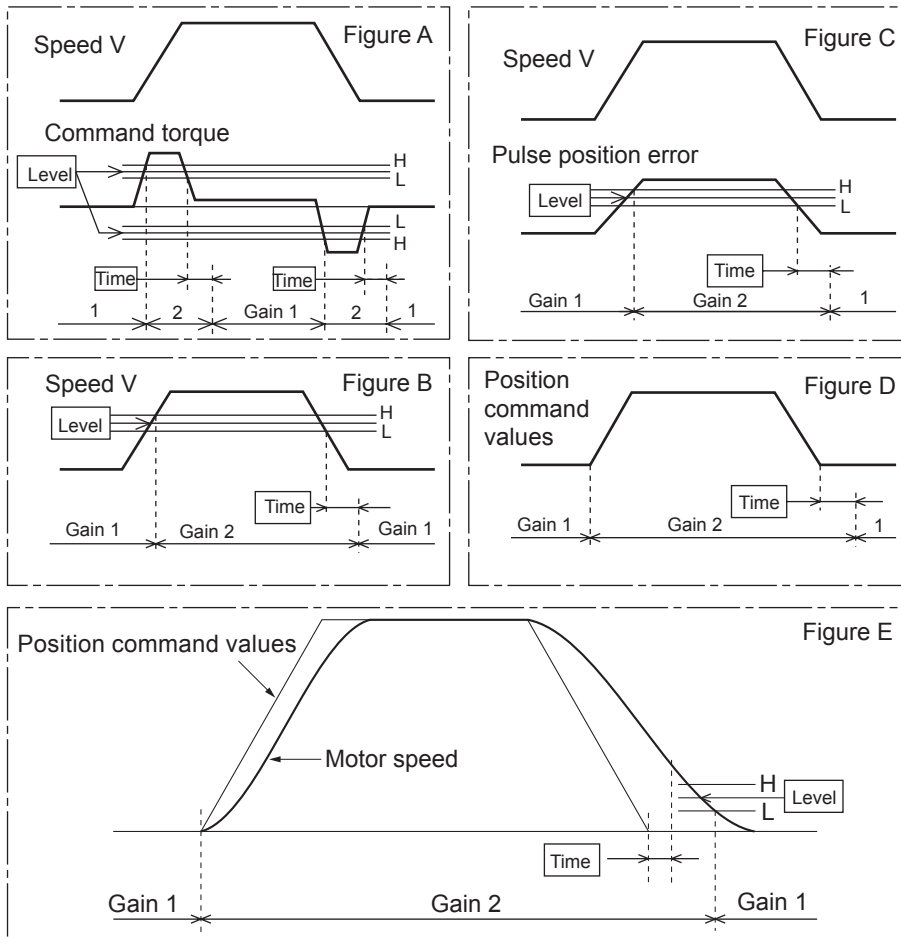 Figure A
Speed V
Command torque
Level
H
L
L
H
Time
Time
1
2
Gain 1
2
1
Figure C
Speed V
Pulse position error
Level
H
L
Time
Gain 1
Gain 2
1
Figure B
Speed V
Level
H
L
Time
Gain 1
Gain 2
Gain 1
Figure D
Position
command
values
Time
Gain 1
Gain 2
1
Figure E
Position command values
Motor speed
H
Level
L
Time
Gain 1
Gain 2
Gain 1